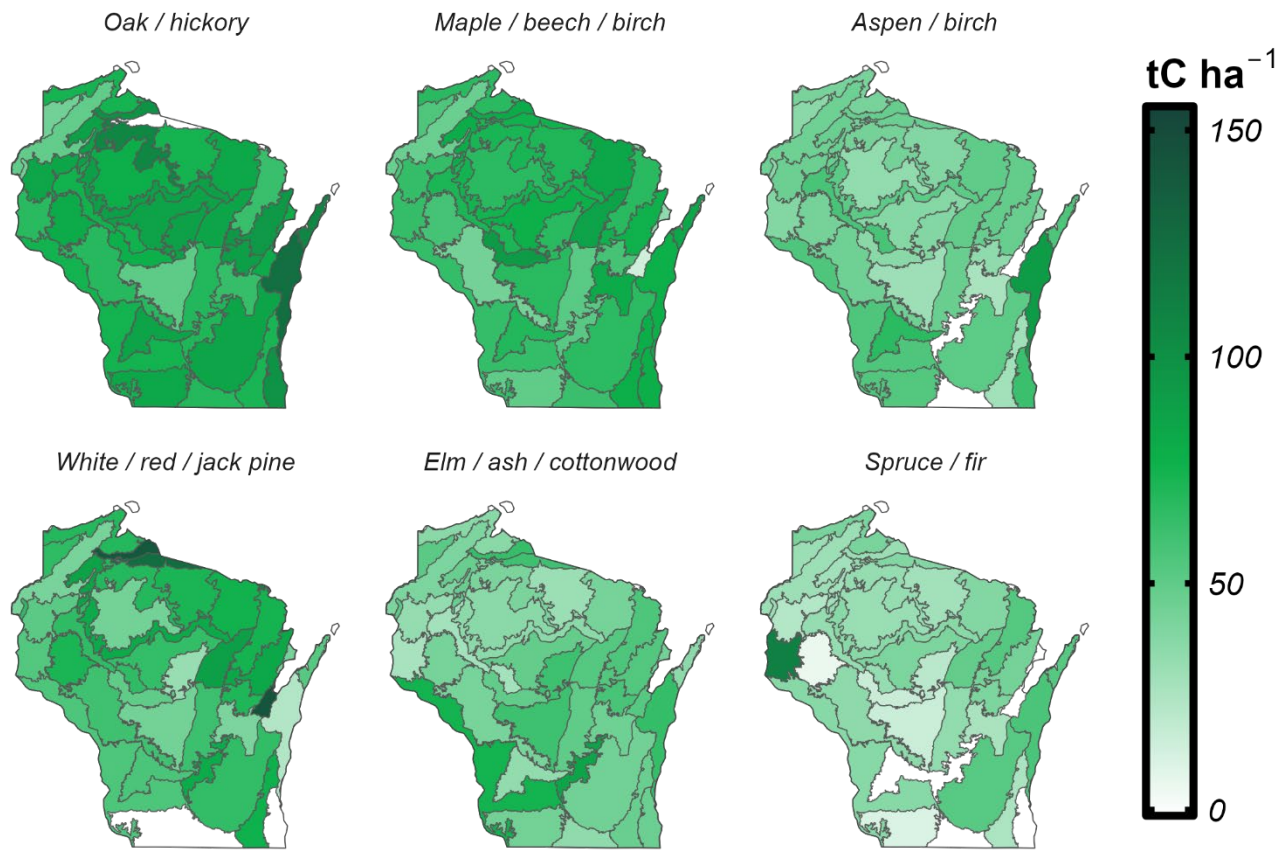 Oak / hickory
Maple / beech / birch
Aspen / birch
tC ha⁻¹
150
100
50
0
White / red / jack pine
Elm / ash / cottonwood
Spruce / fir